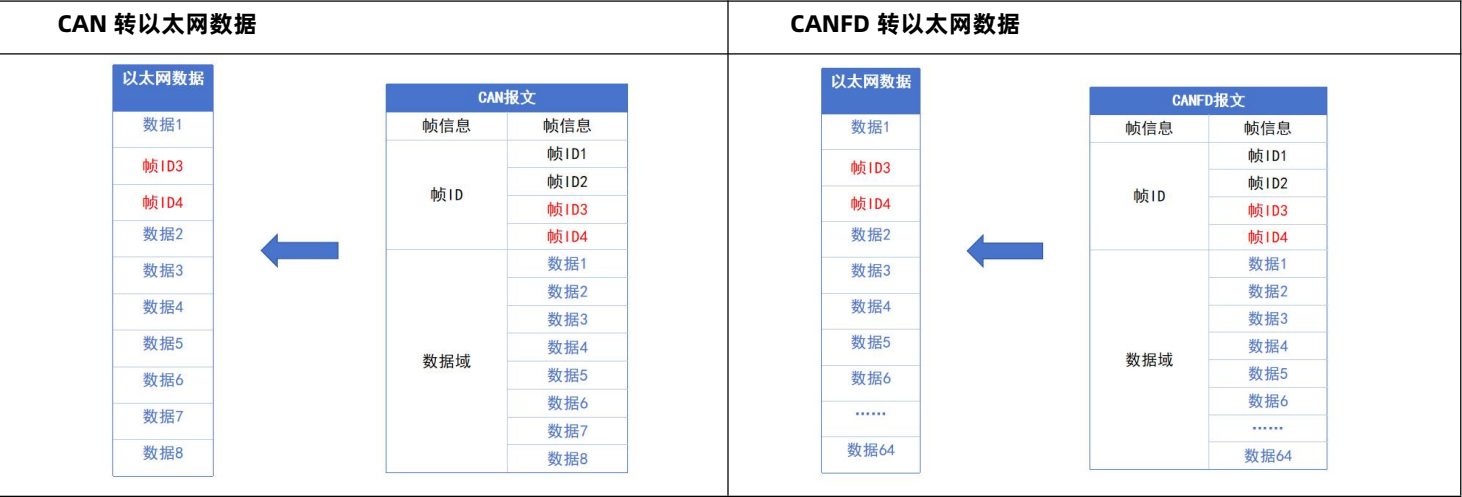 CAN 转以太网数据
以太网数据
数据1
帧ID3
帧ID4
数据2
数据3
数据4
数据5
数据6
数据7
数据8
CAN报文
帧信息 帧信息
帧ID
帧ID1
帧ID2
帧ID3
帧ID4
数据域
数据1
数据2
数据3
数据4
数据5
数据6
数据7
数据8
CANFD 转以太网数据
以太网数据
数据1
帧ID3
帧ID4
数据2
数据3
数据4
数据5
数据6
……
数据64
CANFD报文
帧信息 帧信息
帧ID
帧ID1
帧ID2
帧ID3
帧ID4
数据域
数据1
数据2
数据3
数据4
数据5
数据6
……
数据64